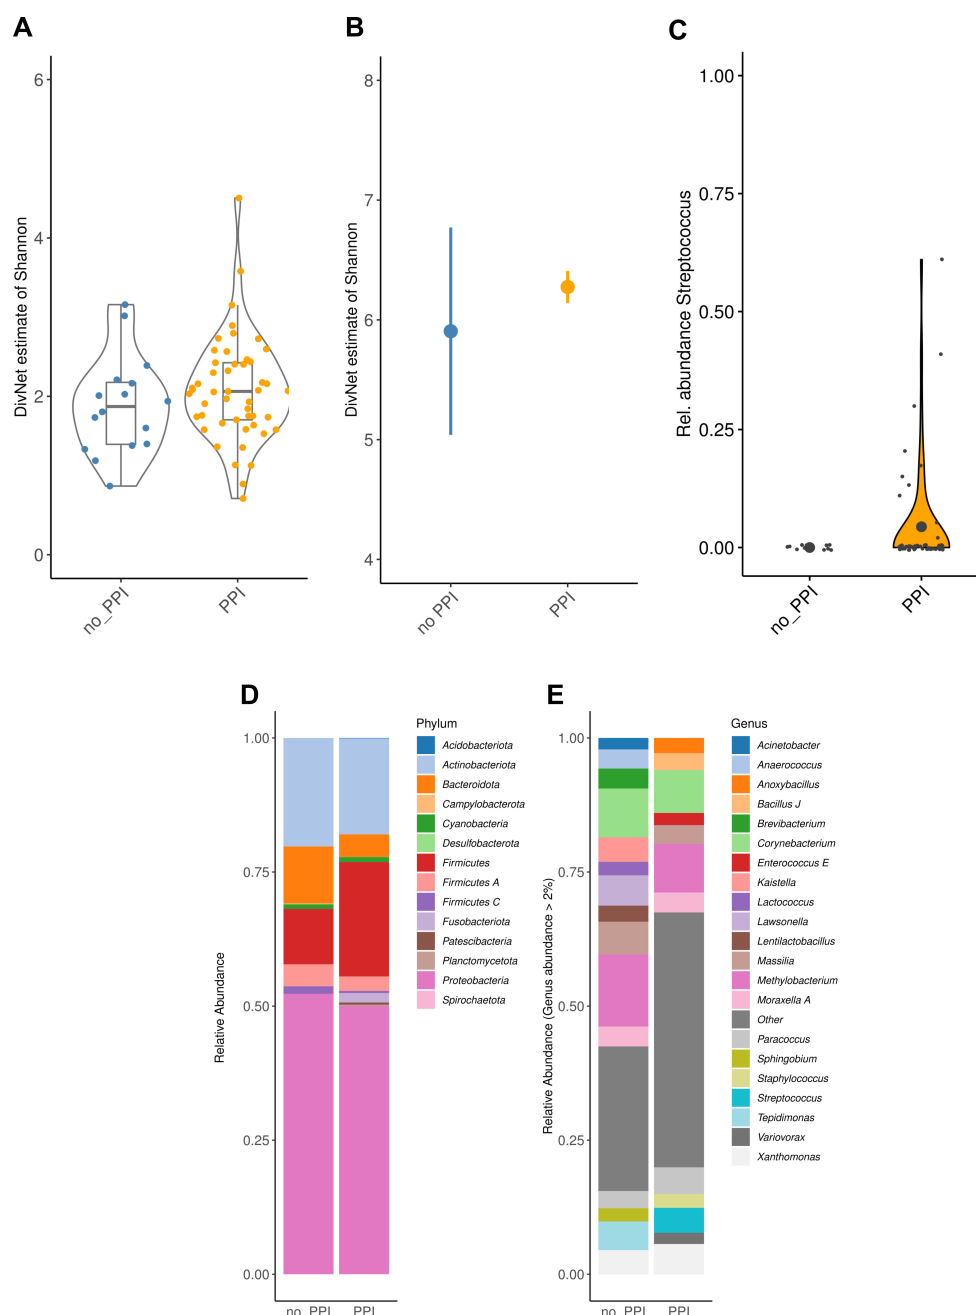 A
B
C
DivNet estimate of Shannon
6
4
2
0
no_PPI
PPI
DivNet estimate of Shannon
8
7
6
5
4
no PPI
PPI
Rel. abundance Streptococcus
1.00
0.75
0.50
0.25
0.00
no_PPI
PPI
D
Relative Abundance
1.00
0.75
0.50
0.25
0.00
no_PPI
PPI
Phylum
Acidobacteriota
Actinobacteriota
Bacteroidota
Campylobacterota
Cyanobacteria
Desulfobacterota
Firmicutes
Firmicutes A
Firmicutes C
Fusobacteriota
Patescibacteria
Planctomycetota
Proteobacteria
Spirochaetota
E
Relative Abundance (Genus abundance > 2%)
1.00
0.75
0.50
0.25
0.00
no_PPI
PPI
Genus
Acinetobacter
Anaerococcus
Anoxybacillus
Bacillus J
Brevibacterium
Corynebacterium
Enterococcus E
Kaistella
Lactococcus
Lawsonella
Lentilactobacillus
Massilia
Methylobacterium
Moraxella A
Other
Paracoccus
Sphingobium
Staphylococcus
Streptococcus
Tepidimonas
Variovorax
Xanthomonas